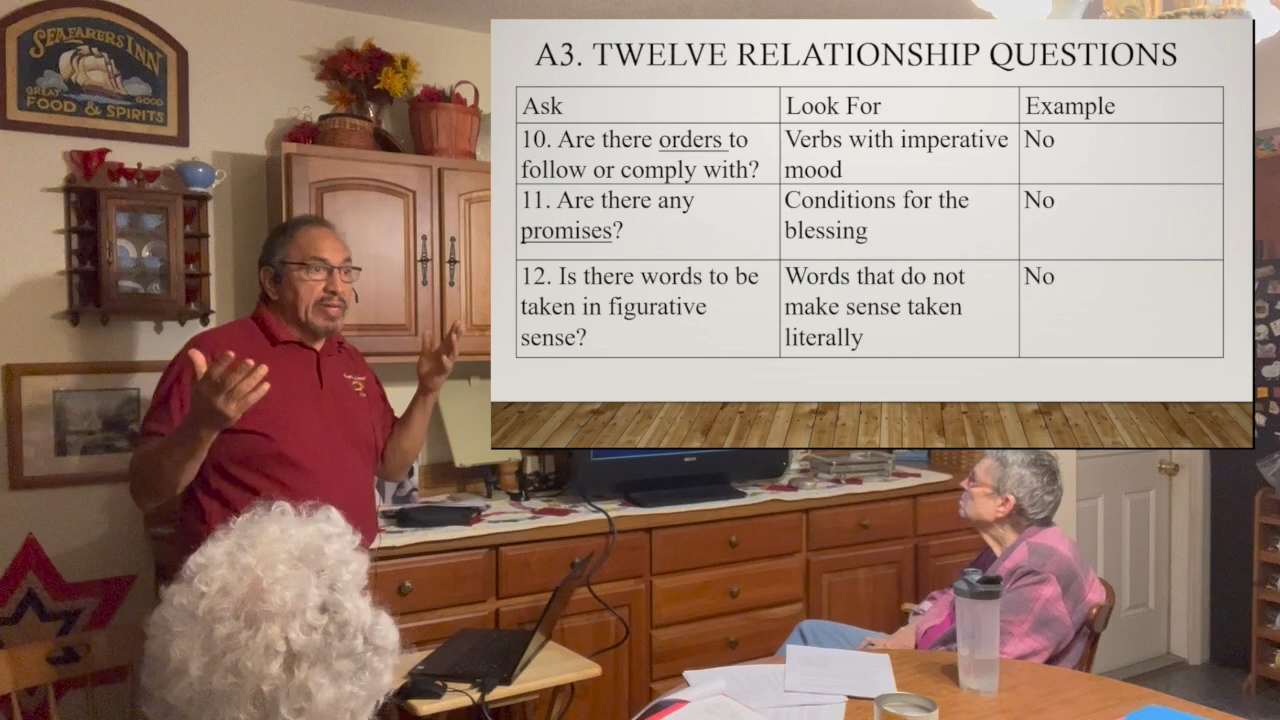 SEAFARERS INN
GREAT GOOD
FOOD & SPIRITS
A3. TWELVE RELATIONSHIP QUESTIONS
Ask Look For Example
10. Are there orders to Verbs with imperative No
follow or comply with? mood
11. Are there any Conditions for the No
promises? blessing
12. Is there words to be Words that do not No
taken in figurative make sense taken
sense? literally